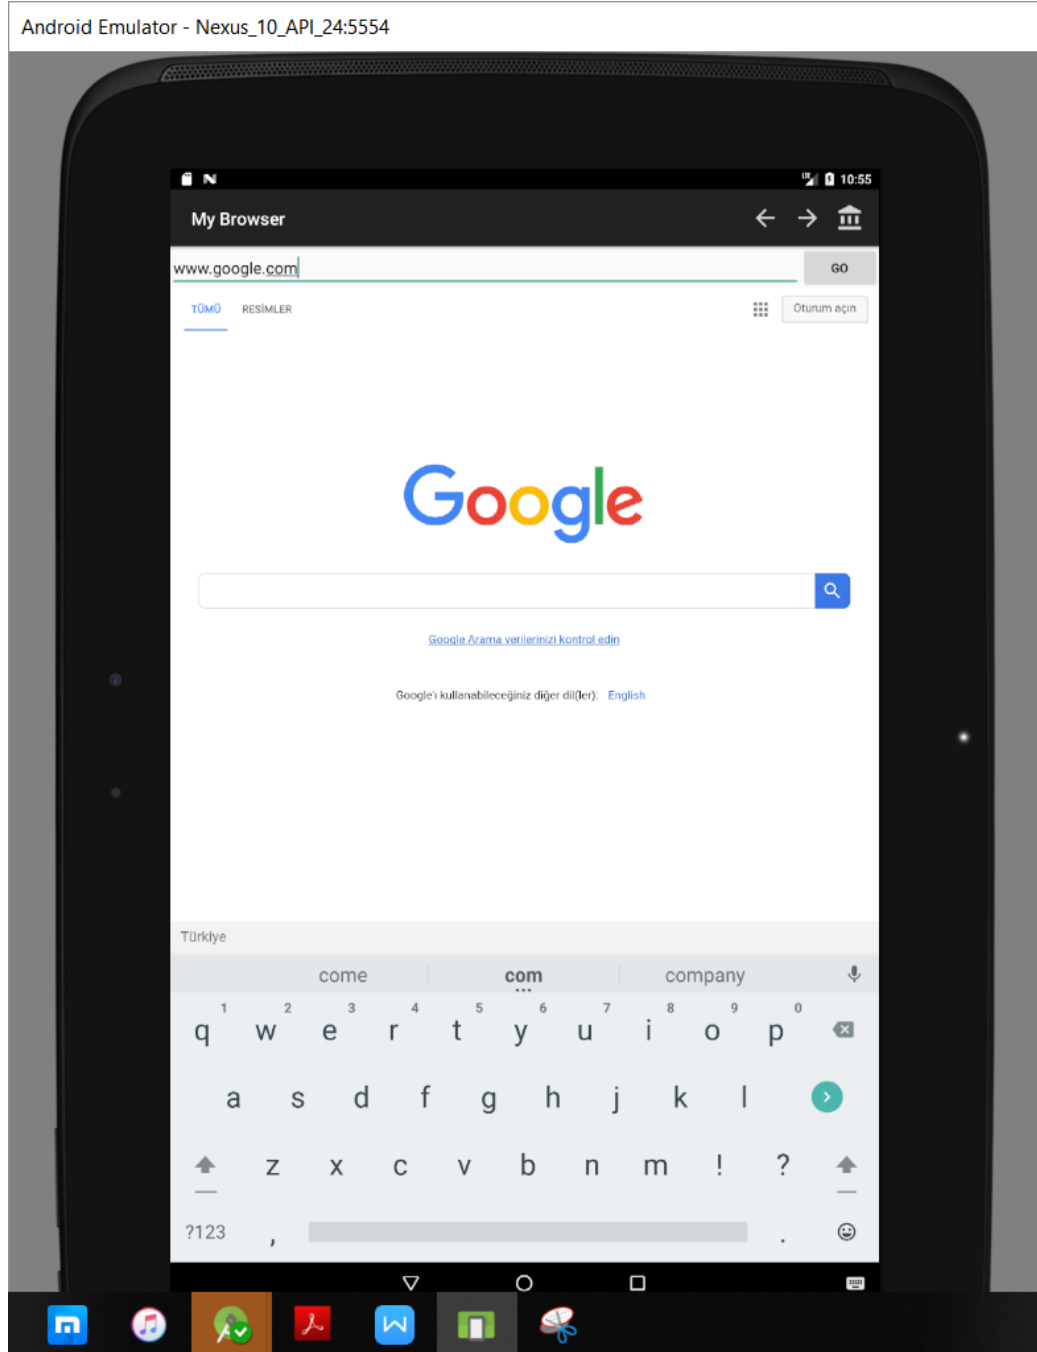 Android Emulator - Nexus_10_API_24:5554
LTE 10:55
My Browser
www.google.com GO
TÜMÜ RESİMLER Oturum açın
Google
Google Arama verilerinizi kontrol edin
Google'ı kullanabileceğiniz diğer dil(ler): English
Türkiye
come com company
1 2 3 4 5 6 7 8 9 0
q w e r t y u i o p
a s d f g h j k l
z x c v b n m ! ?
?123 , .